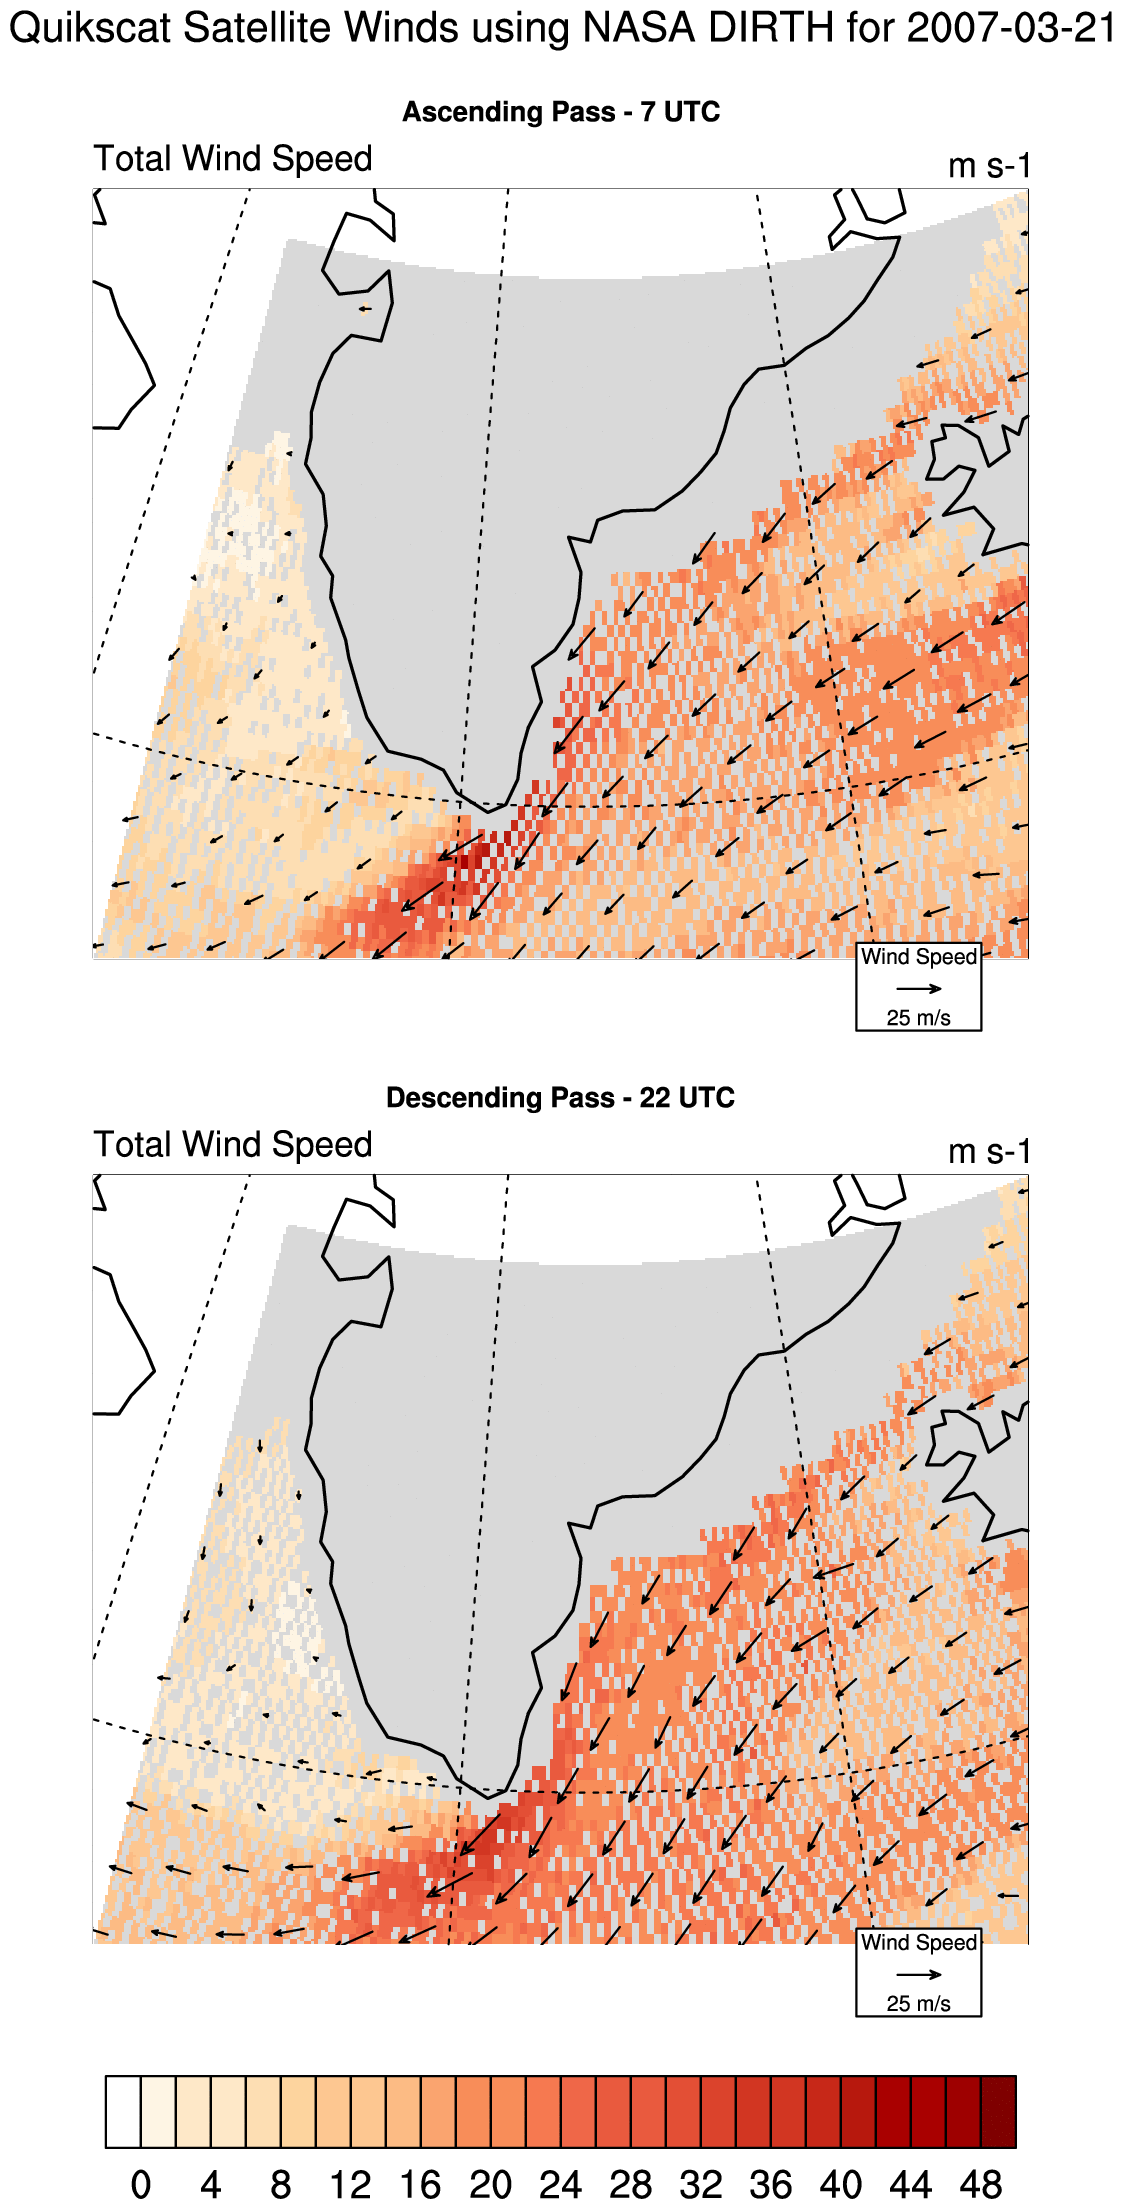 Quikscat Satellite Winds using NASA DIRTH for 2007-03-21
Ascending Pass - 7 UTC
Total Wind Speed m s-1
Wind Speed
25 m/s
Descending Pass - 22 UTC
Total Wind Speed m s-1
Wind Speed
25 m/s
0 4 8 12 16 20 24 28 32 36 40 44 48